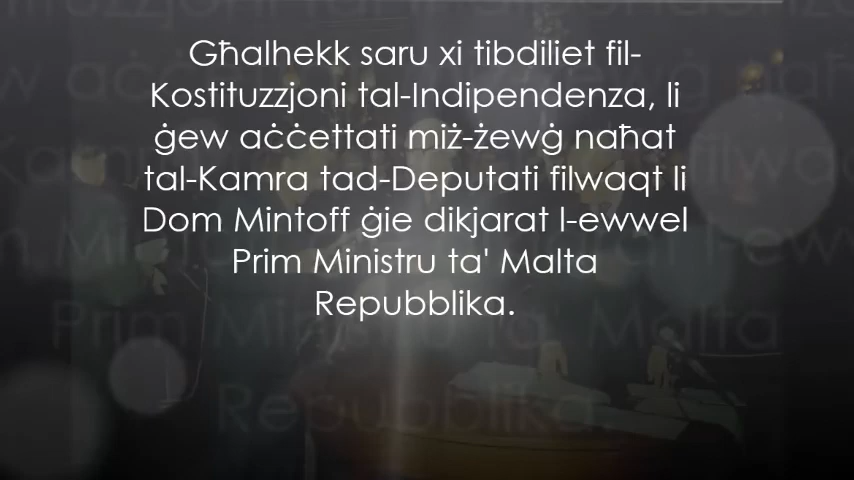 Għalhekk saru xi tibdiliet fil-
Kostituzzjoni tal-Indipendenza, li
ġew aċċettati miż-żewġ naħat
tal-Kamra tad-Deputati filwaqt li
Dom Mintoff ġie dikjarat l-ewwel
Prim Ministru ta' Malta
Repubblika.